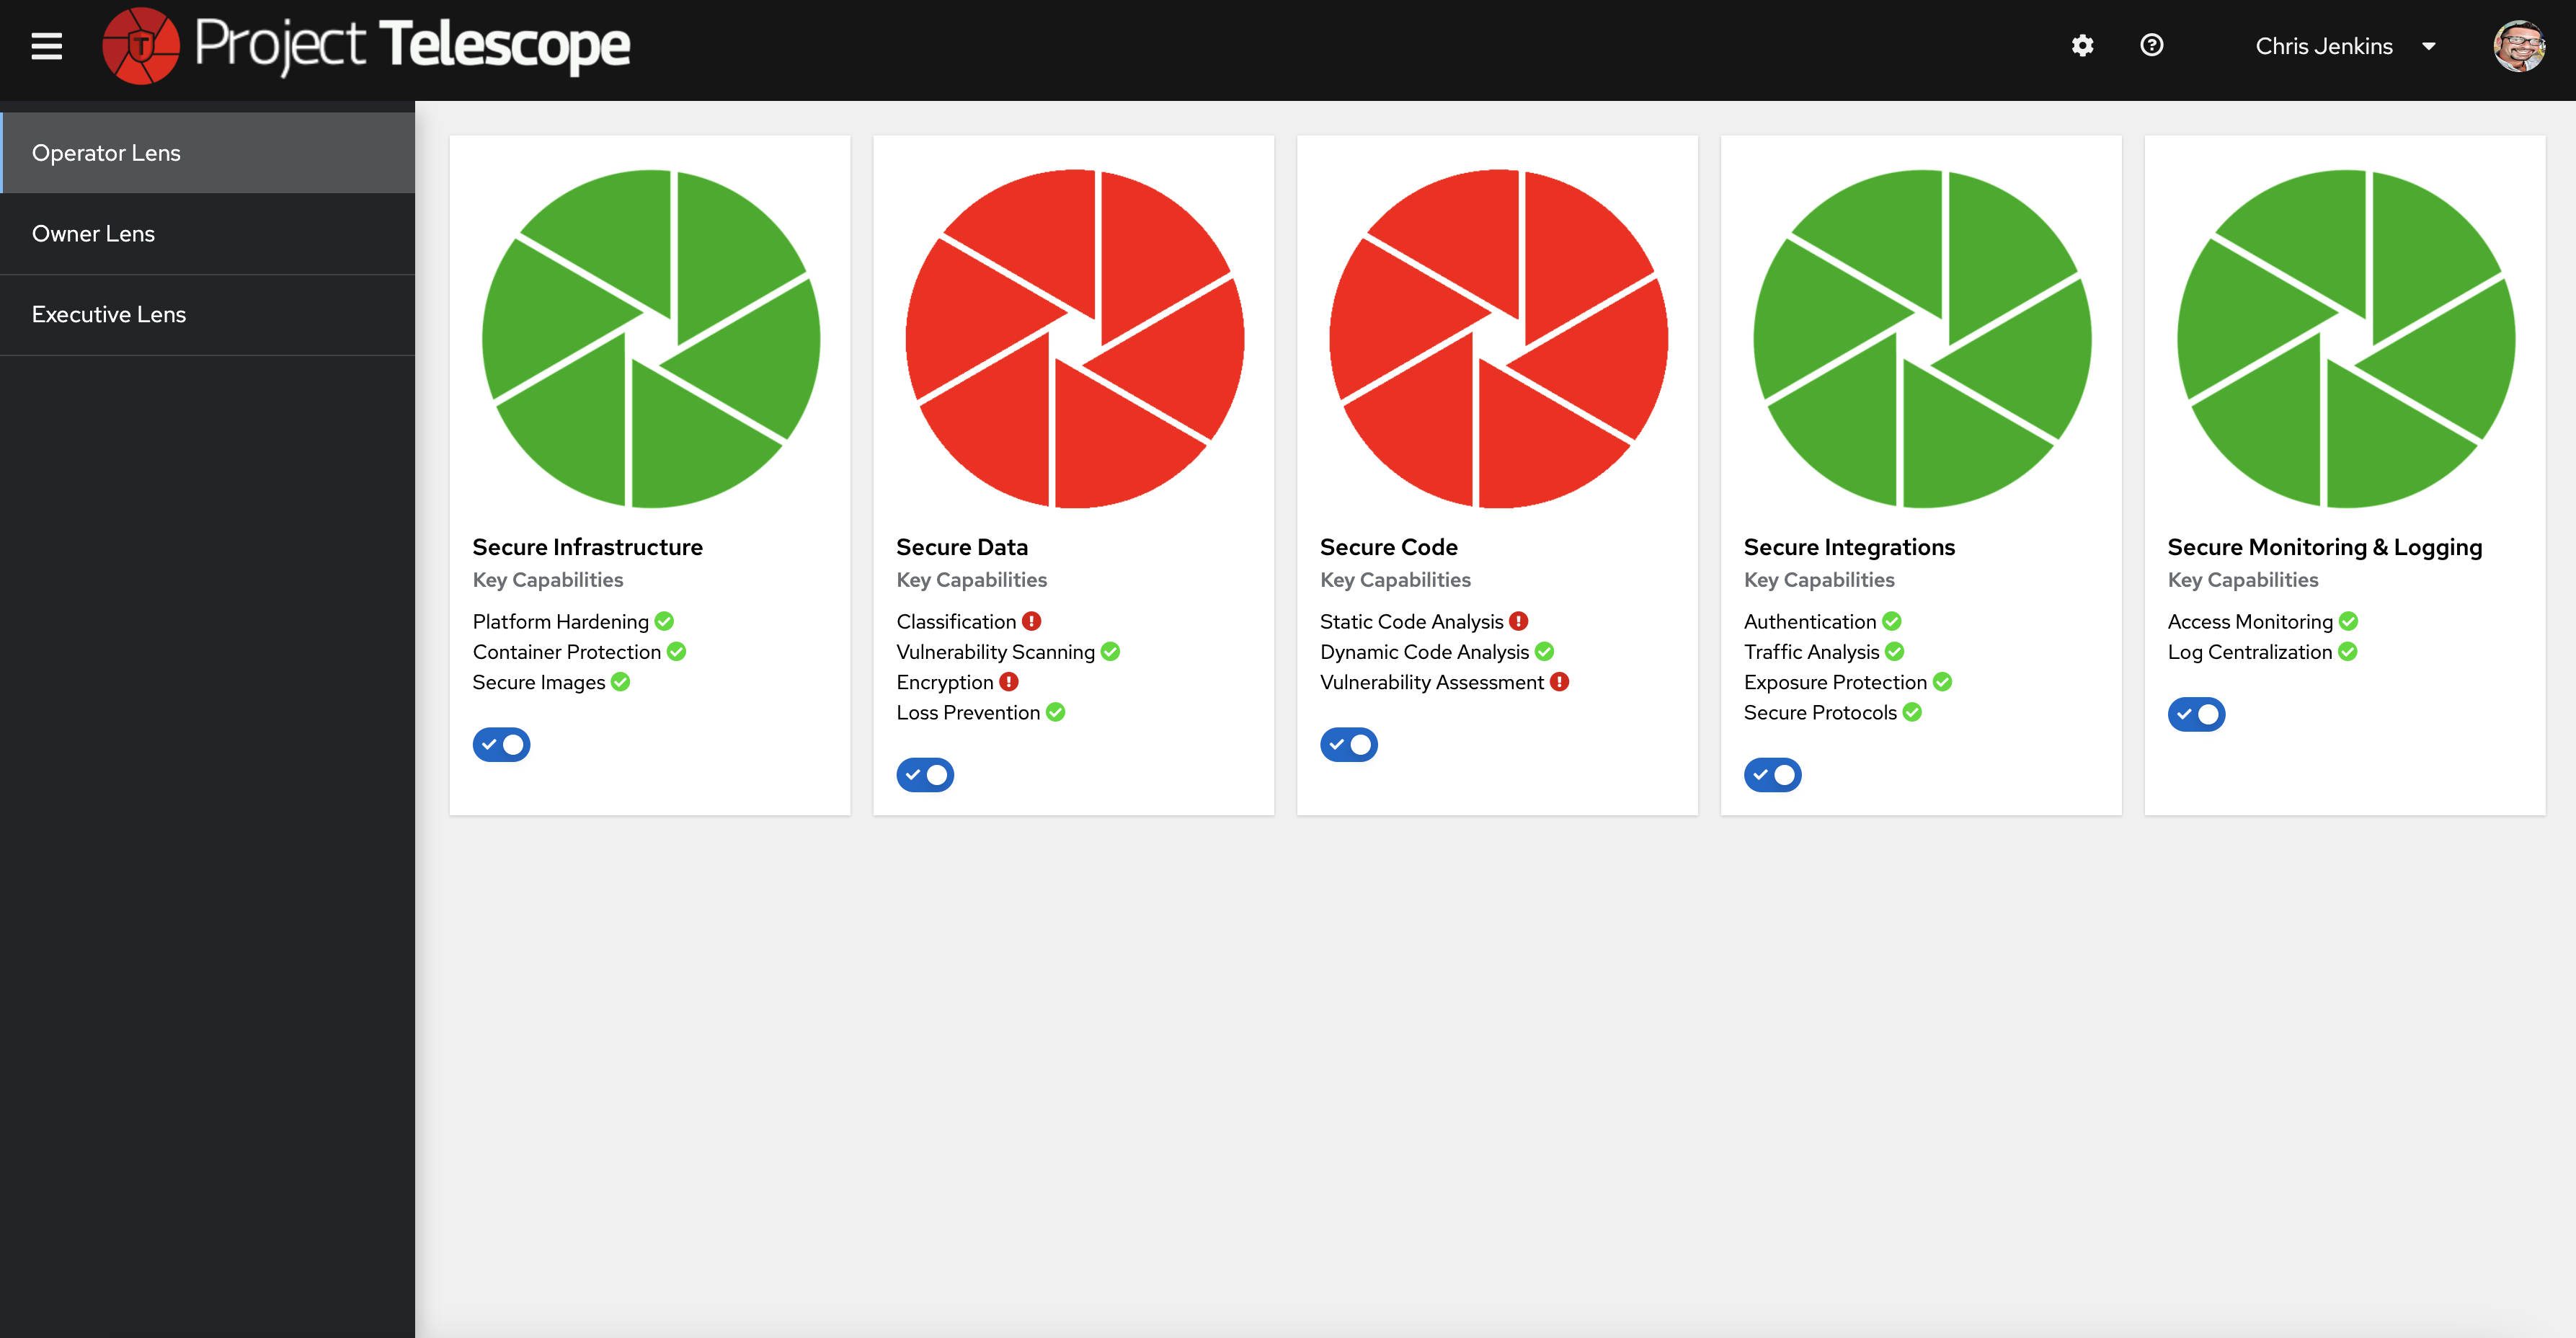 Project Telescope
Chris Jenkins
Operator Lens
Owner Lens
Executive Lens
Secure Infrastructure
Key Capabilities
Platform Hardening
Container Protection
Secure Images
Secure Data
Key Capabilities
Classification
Vulnerability Scanning
Encryption
Loss Prevention
Secure Code
Key Capabilities
Static Code Analysis
Dynamic Code Analysis
Vulnerability Assessment
Secure Integrations
Key Capabilities
Authentication
Traffic Analysis
Exposure Protection
Secure Protocols
Secure Monitoring & Logging
Key Capabilities
Access Monitoring
Log Centralization